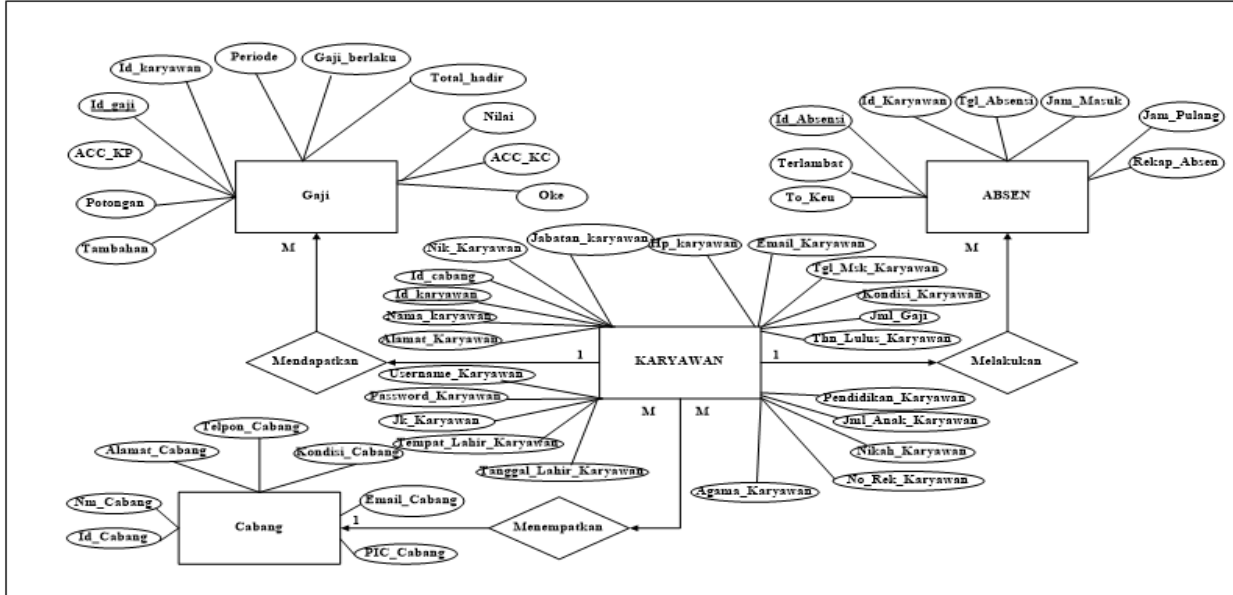 Periode
Gaji_berlaku
Id_karyawan
Total_hadir
Id_gaji
Nilai
ACC_KP
ACC_KC
Potongan
Oke
Tambahan
Gaji
M
Id_Karyawan
Tgl_Absensi
Jam_Masuk
Id_Absensi
Jam_Pulang
Terlambat
Rekap_Absen
To_Keu
ABSEN
M
Nik_Karyawan
Jabatan_karyawan
Hp_karyawan
Email_Karyawan
Id_cabang
Tgl_Msk_Karyawan
Id_karyawan
Kondisi_Karyawan
Nama_karyawan
Jml_Gaji
Alamat_Karyawan
Thn_Lulus_Karyawan
Mendapatkan
1
KARYAWAN
1
Melakukan
Username_Karyawan
Password_Karyawan
Pendidikan_Karyawan
Jk_Karyawan
M
M
Jml_Anak_Karyawan
Tempat_Lahir_Karyawan
Nikah_Karyawan
Tanggal_Lahir_Karyawan
No_Rek_Karyawan
Agama_Karyawan
Telpon_Cabang
Alamat_Cabang
Kondisi_Cabang
Nm_Cabang
Email_Cabang
Id_Cabang
Cabang
1
Menempatkan
PIC_Cabang